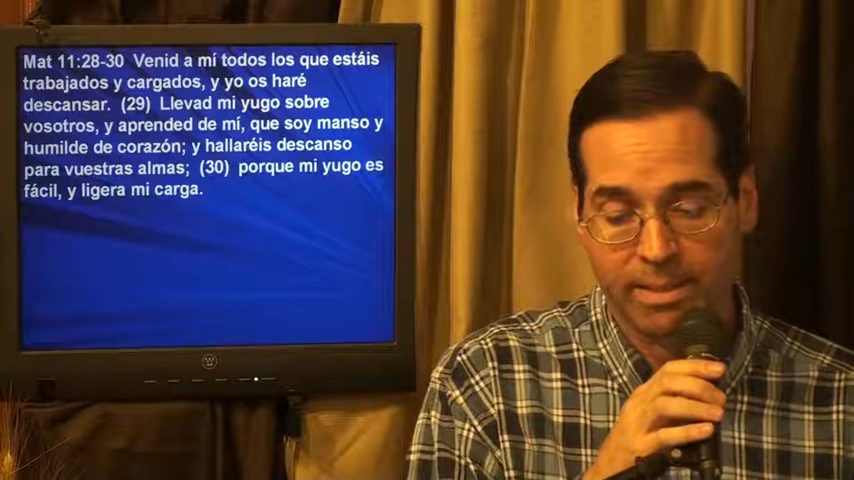 Mat 11:28-30 Venid a mí todos los que estáis
trabajados y cargados, y yo os haré
descansar. (29) Llevad mi yugo sobre
vosotros, y aprended de mí, que soy manso y
humilde de corazón; y hallaréis descanso
para vuestras almas; (30) porque mi yugo es
fácil, y ligera mi carga.